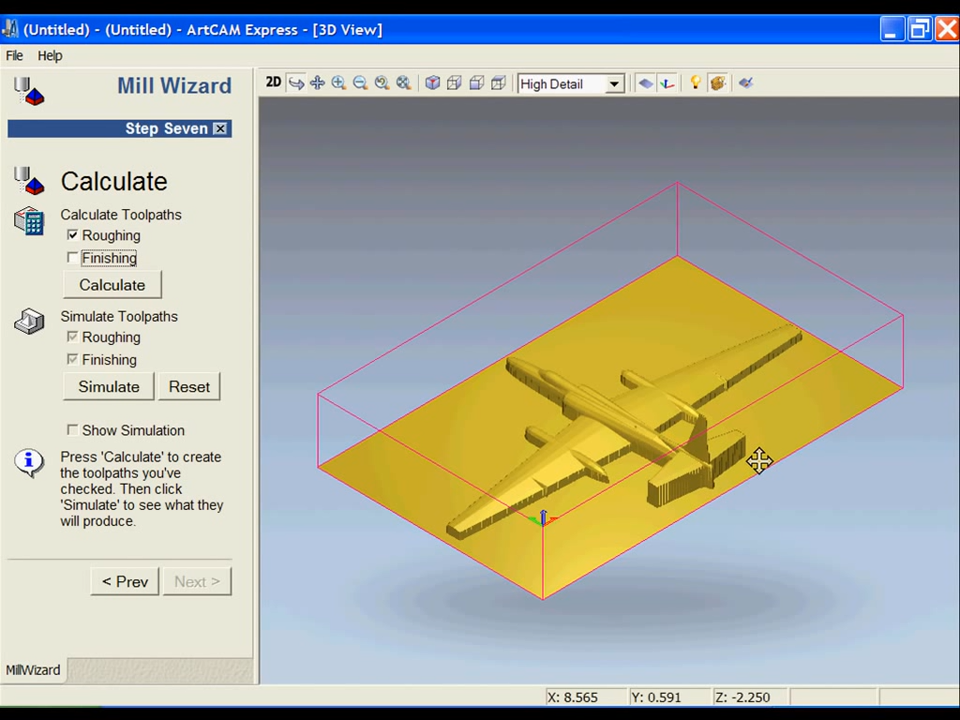 (Untitled) - (Untitled) - ArtCAM Express - [3D View]
File Help
Mill Wizard
Step Seven
Calculate
Calculate Toolpaths
Roughing
Finishing
Calculate
Simulate Toolpaths
Roughing
Finishing
Simulate Reset
Show Simulation
Press 'Calculate' to create
the toolpaths you've
checked. Then click
'Simulate' to see what they
will produce.
< Prev Next >
MillWizard
2D High Detail
X: 8.565 Y: 0.591 Z: -2.250